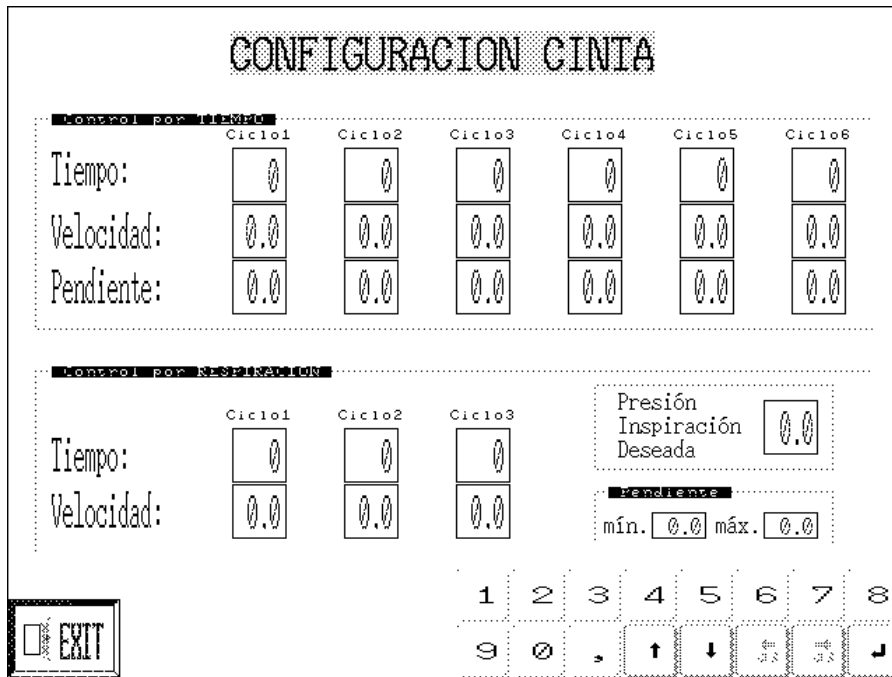 CONFIGURACION CINTA
Control por TIEMPO
Ciclo1 Ciclo2 Ciclo3 Ciclo4 Ciclo5 Ciclo6
Tiempo: 0 0 0 0 0 0
Velocidad: 0.0 0.0 0.0 0.0 0.0 0.0
Pendiente: 0.0 0.0 0.0 0.0 0.0 0.0
Control por RESPIRACION
Ciclo1 Ciclo2 Ciclo3
Tiempo: 0 0 0
Velocidad: 0.0 0.0 0.0
Presión
Inspiración
Deseada
0.0
Pendiente
mín. 0.0 máx. 0.0
1 2 3 4 5 6 7 8
9 0 , ↑ ↓ ↵
EXIT